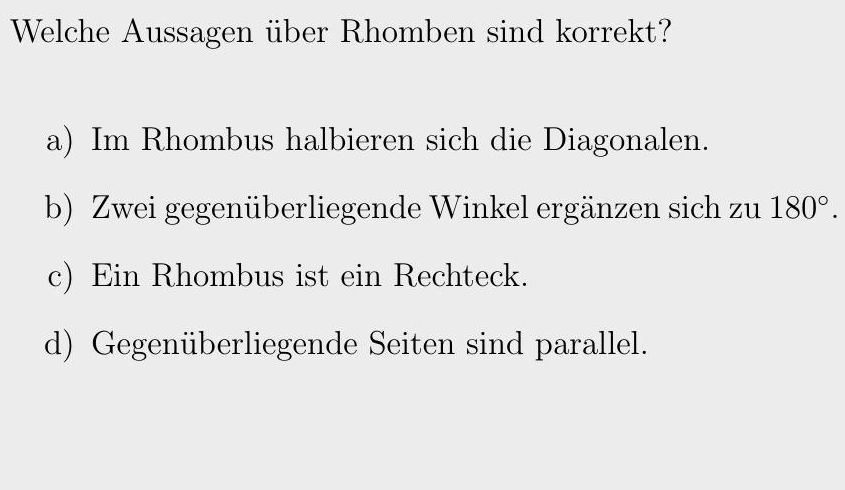 Welche Aussagen über Rhomben sind korrekt?
a) Im Rhombus halbieren sich die Diagonalen.
b) Zwei gegenüberliegende Winkel ergänzen sich zu 180°.
c) Ein Rhombus ist ein Rechteck.
d) Gegenüberliegende Seiten sind parallel.